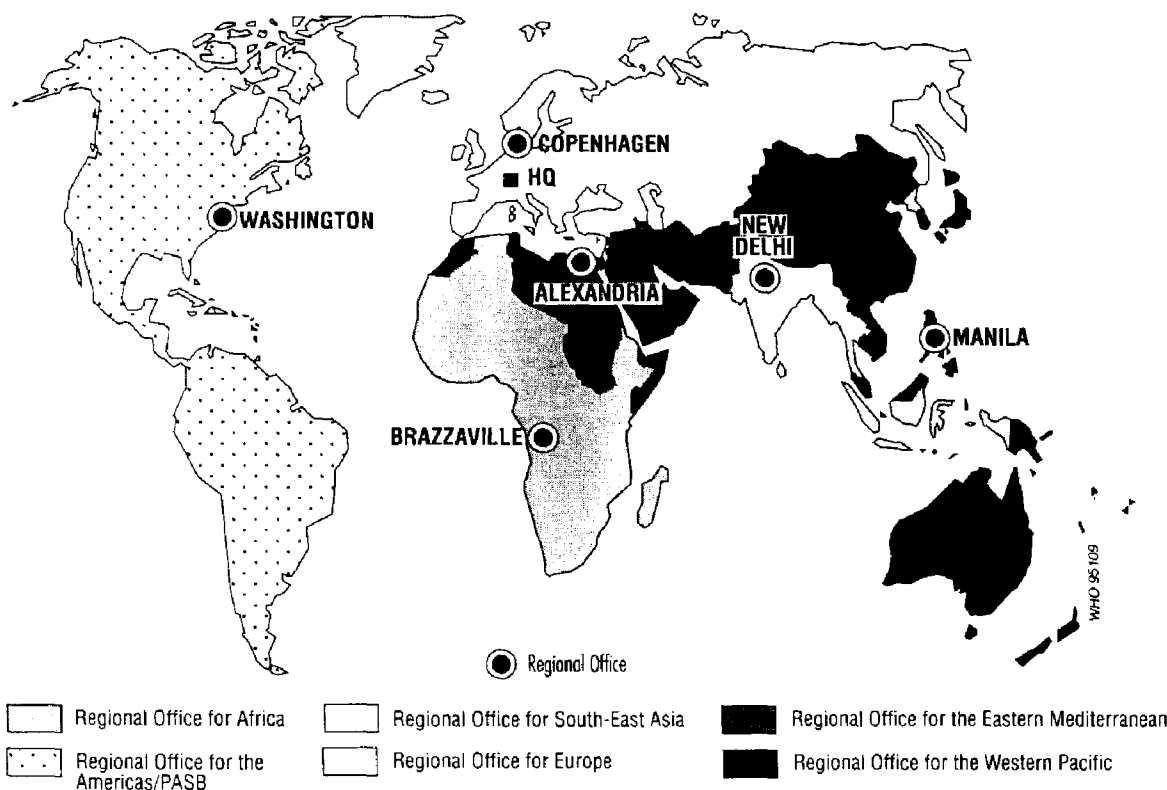 COPENHAGEN
HQ
WASHINGTON
NEW
DELHI
ALEXANDRIA
MANILA
BRAZZAVILLE
WHO 95109
Regional Office
Regional Office for Africa
Regional Office for South-East Asia
Regional Office for the Eastern Mediterranean
Regional Office for the
Americas/PASB
Regional Office for Europe
Regional Office for the Western Pacific